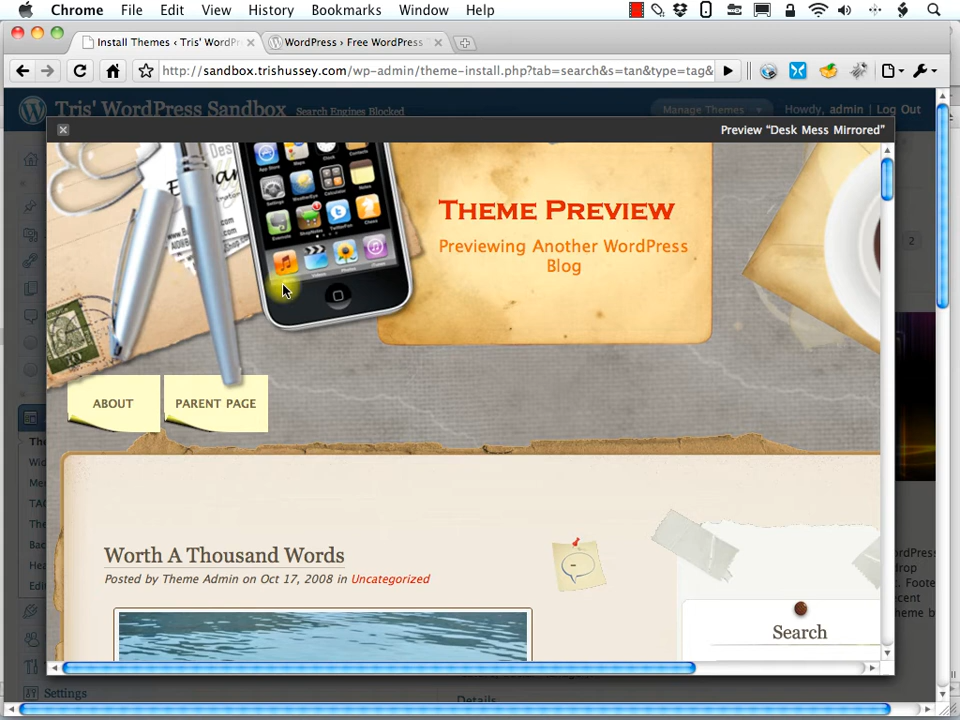 Chrome File Edit View History Bookmarks Window Help
Install Themes ‹ Tris' WordPr
WordPress › Free WordPress
http://sandbox.trishussey.com/wp-admin/theme-install.php?tab=search&s=tan&type=tag&
Tris' WordPress Sandbox Search Engines Blocked Manage Themes Howdy, admin | Log Out
Preview “Desk Mess Mirrored”
THEME PREVIEW
Previewing Another WordPress
Blog
2
ABOUT PARENT PAGE
Worth A Thousand Words
Posted by Theme Admin on Oct 17, 2008 in Uncategorized
Search
Settings
Details